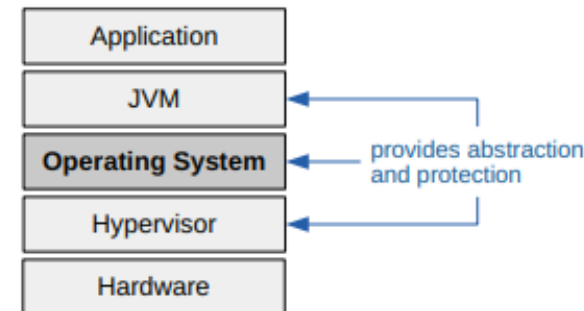 Application
JVM
Operating System
provides abstraction
and protection
Hypervisor
Hardware